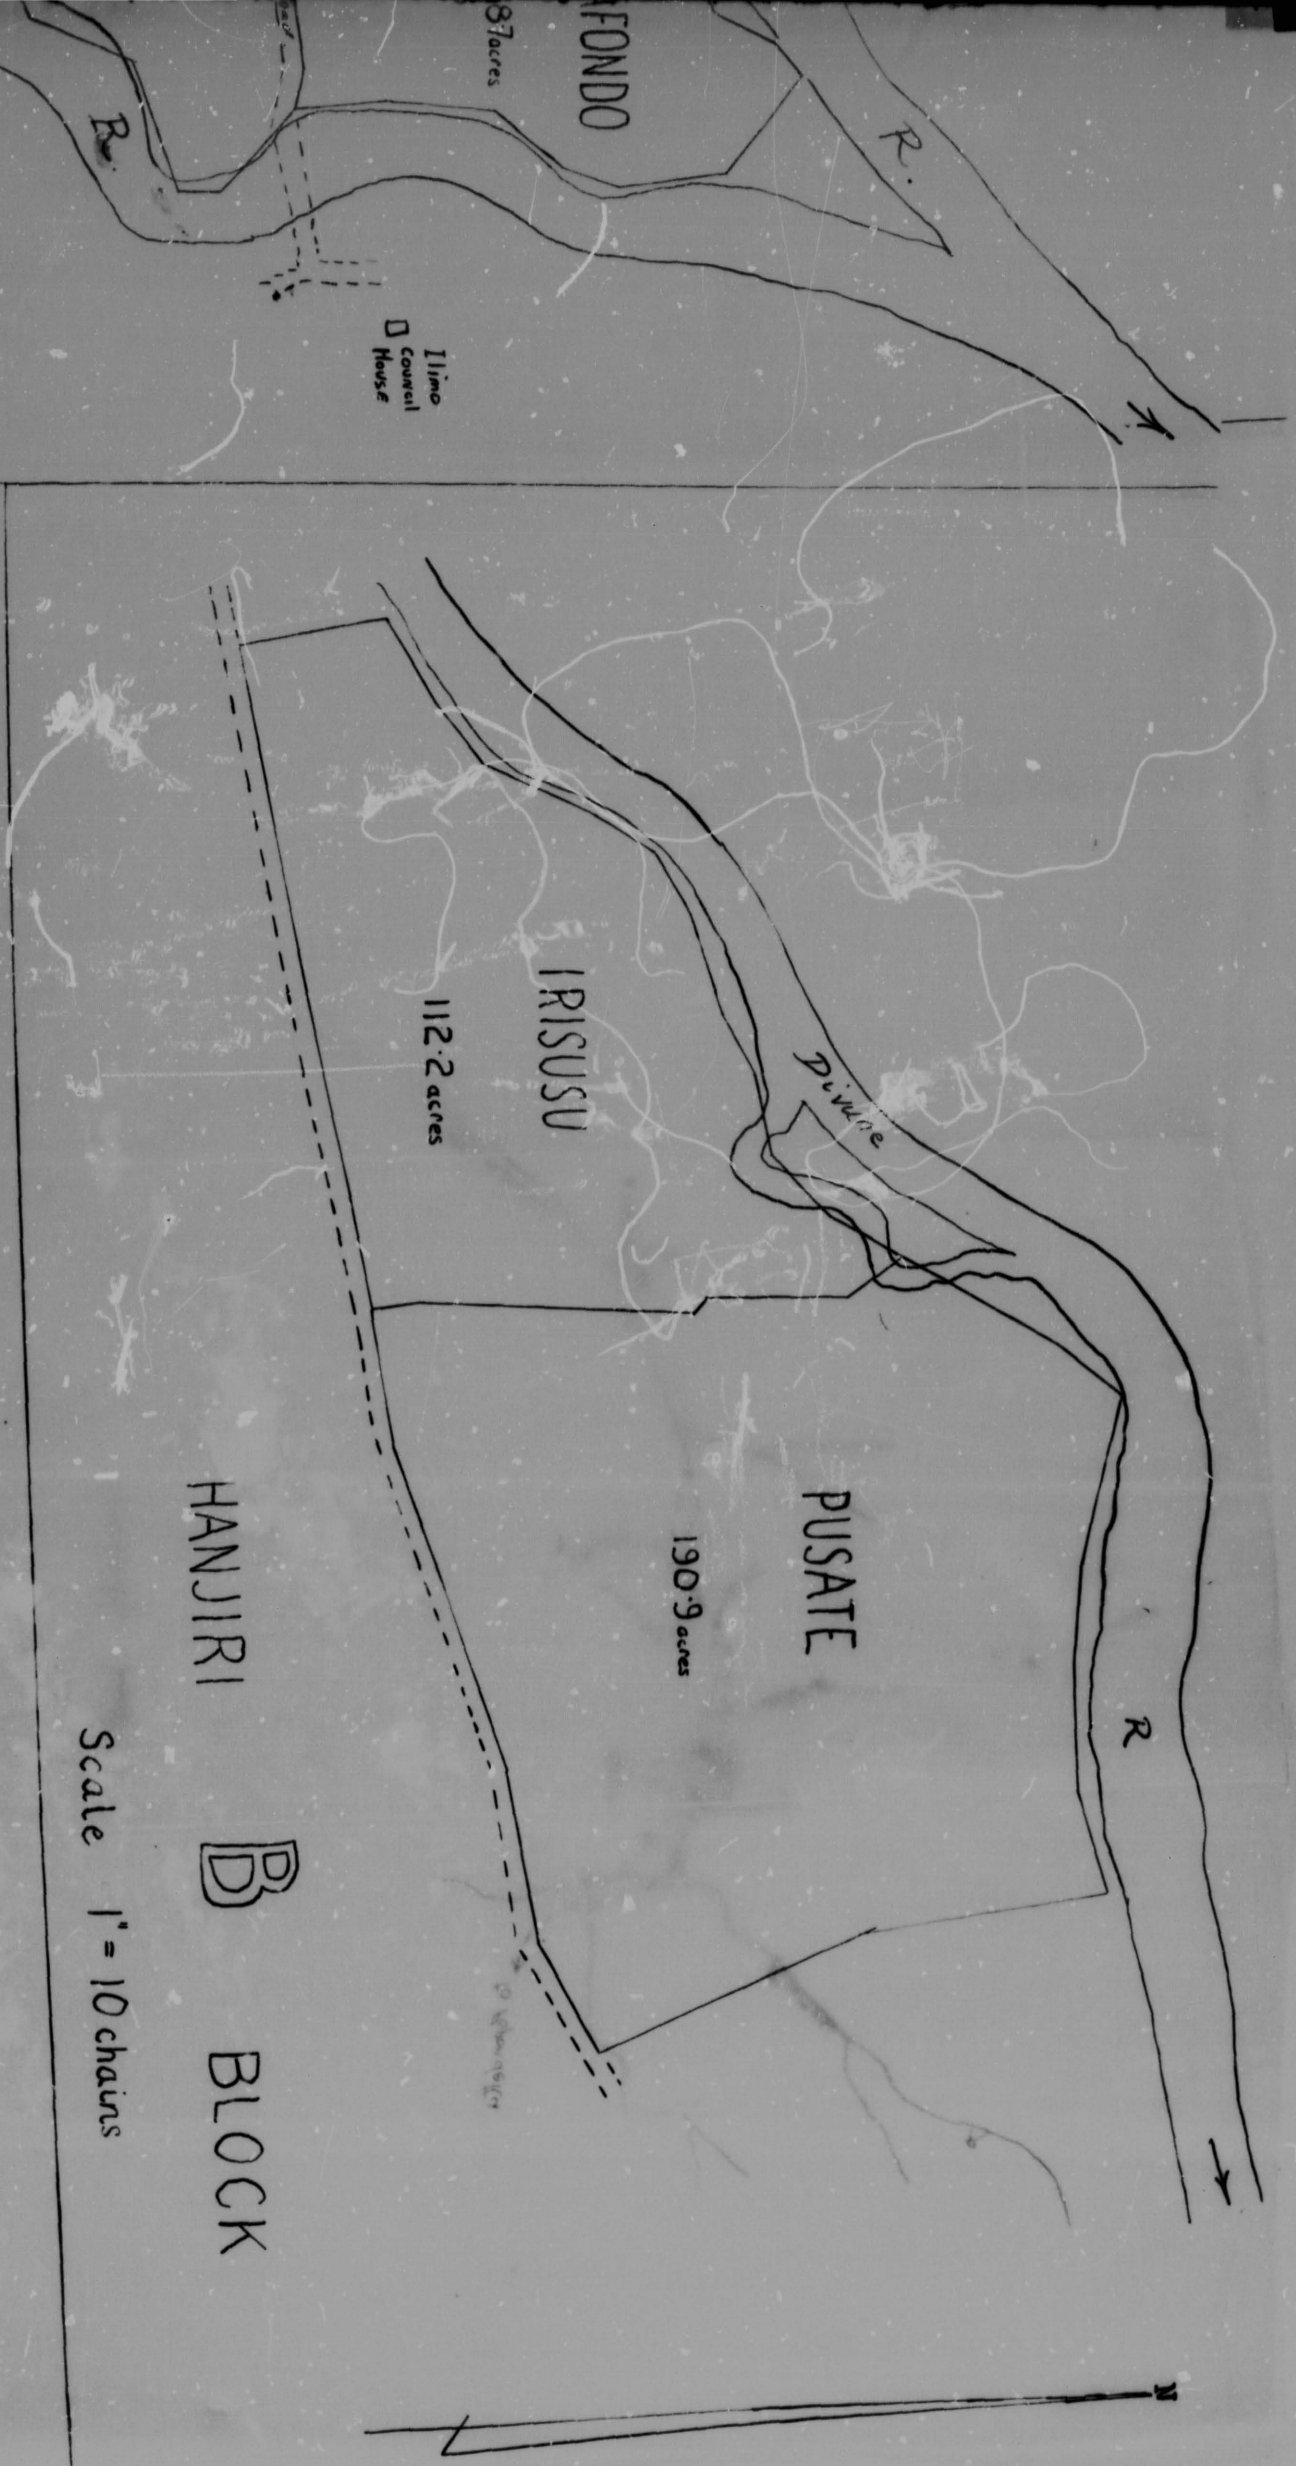 AFONDO
87acres
R.
R.
Ilimo
Council
House
IRISUSU
112.2 acres
Divune
R
PUSATE
190.9 acres
HANJIRI B BLOCK
Scale 1" = 10 chains
N